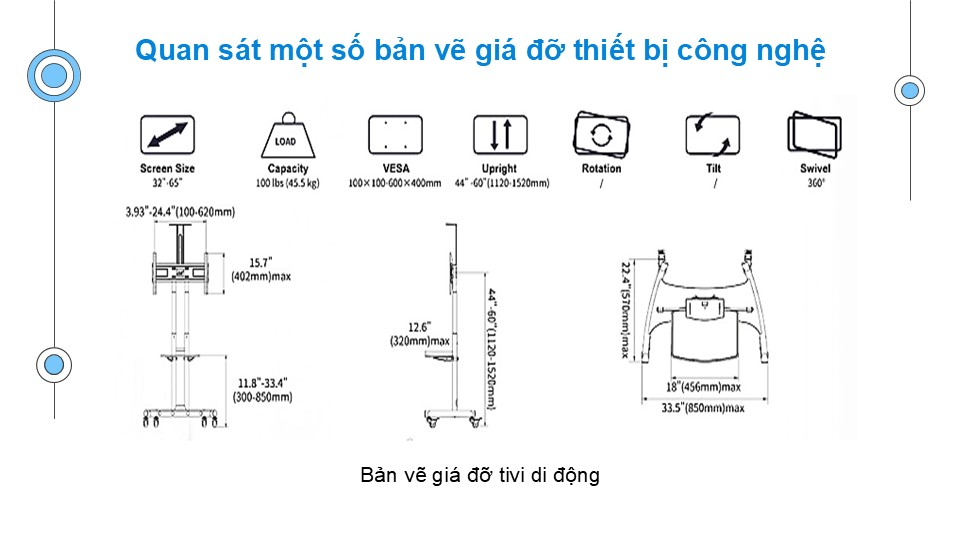 Quan sát một số bản vẽ giá đỡ thiết bị công nghệ
LOAD
Screen Size
32"-65"
Capacity
100 lbs (45.5 kg)
VESA
100×100-600×400mm
Upright
44" -60"(1120-1520mm)
Rotation
/
Tilt
/
Swivel
360°
3.93"-24.4"(100-620mm)
15.7"
(402mm)max
11.8"-33.4"
(300-850mm)
12.6"
(320mm)max
44"-60"(1120-1520mm)
22.4"(570mm)max
18"(456mm)max
33.5"(850mm)max
Bản vẽ giá đỡ tivi di động